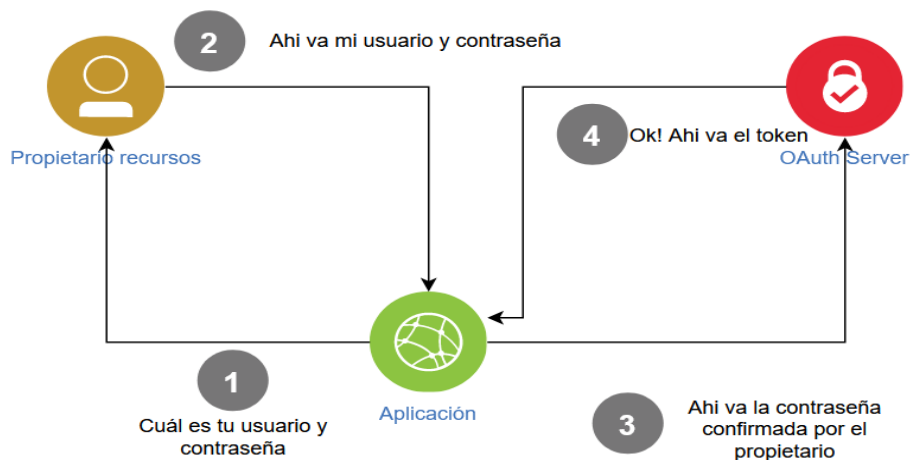 2
Ahi va mi usuario y contraseña
Propietario recursos
4
Ok! Ahi va el token
OAuth Server
1
Cuál es tu usuario y
contraseña
Aplicación
3
Ahi va la contraseña
confirmada por el
propietario